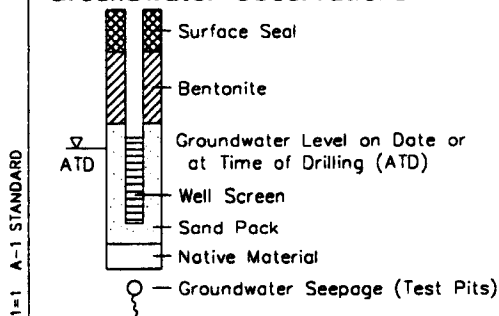 Groundwater Observations
Surface Seal
Bentonite
Groundwater Level on Date or
at Time of Drilling (ATD)
ATD
Well Screen
Sand Pack
Native Material
Groundwater Seepage (Test Pits)
1=1 A-1 STANDARD